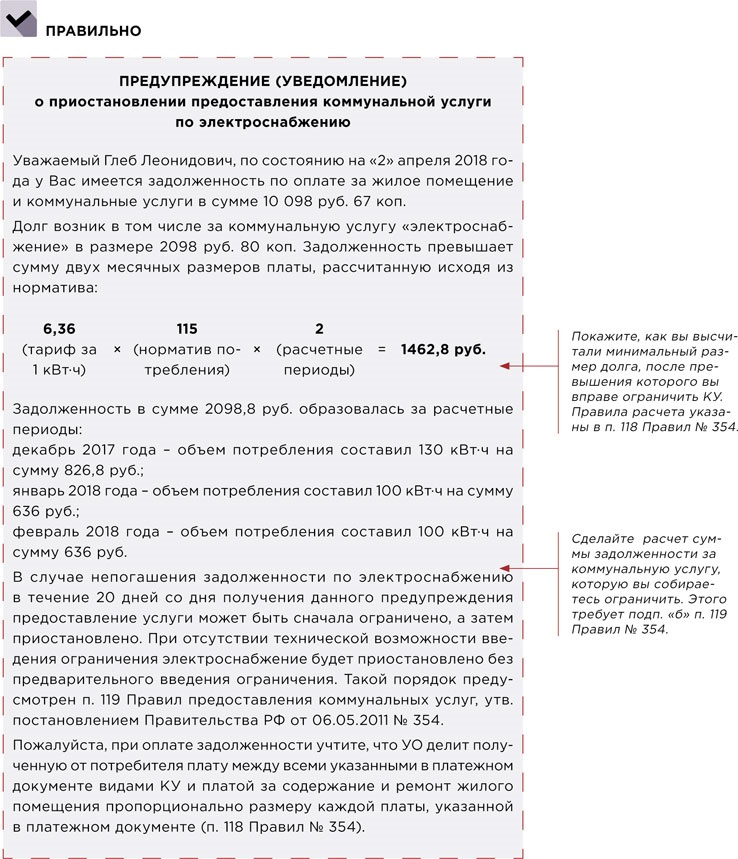 ПРАВИЛЬНО
ПРЕДУПРЕЖДЕНИЕ (УВЕДОМЛЕНИЕ)
о приостановлении предоставления коммунальной услуги
по электроснабжению
Уважаемый Глеб Леонидович, по состоянию на «2» апреля 2018 го-
да у Вас имеется задолженность по оплате за жилое помещение
и коммунальные услуги в сумме 10 098 руб. 67 коп.
Долг возник в том числе за коммунальную услугу «электроснаб-
жение» в размере 2098 руб. 80 коп. Задолженность превышает
сумму двух месячных размеров платы, рассчитанную исходя из
норматива:
6,36 115 2
(тариф за × (норматив по- × (расчетные = 1462,8 руб.
1 кВт·ч) требления) периоды)
Покажите, как вы высчи-
тали минимальный раз-
мер долга, после пре-
вышения которого вы
вправе ограничить КУ.
Правила расчета указа-
ны в п. 118 Правил № 354.
Задолженность в сумме 2098,8 руб. образовалась за расчетные
периоды:
декабрь 2017 года – объем потребления составил 130 кВт·ч на
сумму 826,8 руб.;
январь 2018 года – объем потребления составил 100 кВт·ч на сумму
636 руб.;
февраль 2018 года – объем потребления составил 100 кВт·ч на
сумму 636 руб.
Сделайте расчет сум-
мы задолженности за
коммунальную услугу,
которую вы собирае-
тесь ограничить. Этого
требует подп. «б» п. 119
Правил № 354.
В случае непогашения задолженности по электроснабжению
в течение 20 дней со дня получения данного предупреждения
предоставление услуги может быть сначала ограничено, а затем
приостановлено. При отсутствии технической возможности вве-
дения ограничения электроснабжение будет приостановлено без
предварительного введения ограничения. Такой порядок преду-
смотрен п. 119 Правил предоставления коммунальных услуг, утв.
постановлением Правительства РФ от 06.05.2011 № 354.
Пожалуйста, при оплате задолженности учтите, что УО делит полу-
ченную от потребителя плату между всеми указанными в платежном
документе видами КУ и платой за содержание и ремонт жилого
помещения пропорционально размеру каждой платы, указанной
в платежном документе (п. 118 Правил № 354).